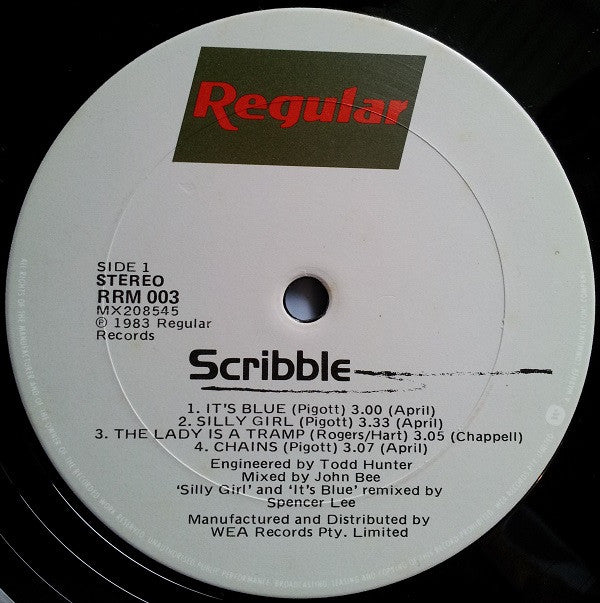 Regular
SIDE 1
STEREO
RRM 003
MX208545
℗ 1983 Regular
Records
Scribble
1. IT'S BLUE (Pigott) 3.00 (April)
2. SILLY GIRL (Pigott) 3.33 (April)
3. THE LADY IS A TRAMP (Rogers/Hart) 3.05 (Chappell)
4. CHAINS (Pigott) 3.07 (April)
Engineered by Todd Hunter
Mixed by John Bee
'Silly Girl' and 'It's Blue' remixed by
Spencer Lee
Manufactured and Distributed by
WEA Records Pty. Limited